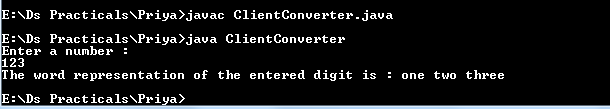 E:\Ds Practicals\Priya>javac ClientConverter.java
E:\Ds Practicals\Priya>java ClientConverter
Enter a number :
123
The word representation of the entered digit is : one two three
E:\Ds Practicals\Priya>